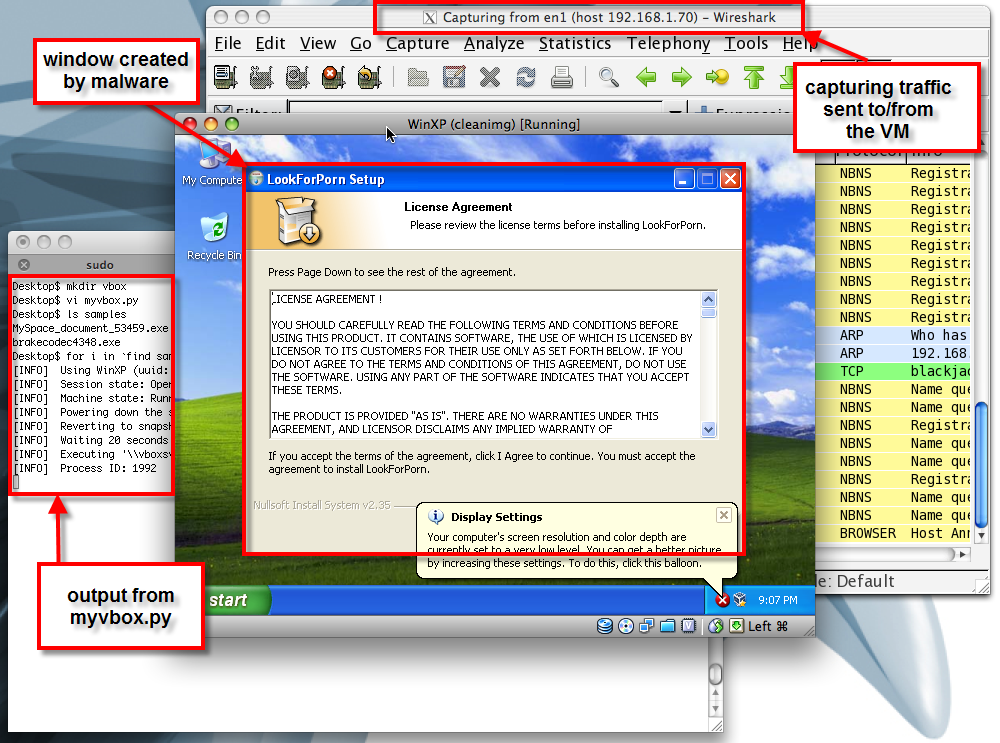 Capturing from en1 (host 192.168.1.70) – Wireshark
File Edit View Go Capture Analyze Statistics Telephony Tools Help
window created
by malware
capturing traffic
sent to/from
the VM
WinXP (cleanimg) [Running]
My Compute
Recycle Bin
LookForPorn Setup
License Agreement
Please review the license terms before installing LookForPorn.
Press Page Down to see the rest of the agreement.
LICENSE AGREEMENT !
YOU SHOULD CAREFULLY READ THE FOLLOWING TERMS AND CONDITIONS BEFORE
USING THIS PRODUCT. IT CONTAINS SOFTWARE, THE USE OF WHICH IS LICENSED BY
LICENSOR TO ITS CUSTOMERS FOR THEIR USE ONLY AS SET FORTH BELOW. IF YOU
DO NOT AGREE TO THE TERMS AND CONDITIONS OF THIS AGREEMENT, DO NOT USE
THE SOFTWARE. USING ANY PART OF THE SOFTWARE INDICATES THAT YOU ACCEPT
THESE TERMS.
THE PRODUCT IS PROVIDED "AS IS". THERE ARE NO WARRANTIES UNDER THIS
AGREEMENT, AND LICENSOR DISCLAIMS ANY IMPLIED WARRANTY OF
If you accept the terms of the agreement, click I Agree to continue. You must accept the
agreement to install LookForPorn.
Nullsoft Install System v2.35
Display Settings
Your computer's screen resolution and color depth are
currently set to a very low level. You can get a better picture
by increasing these settings. To do this, click this balloon.
start
9:07 PM
Left ⌘
sudo
Desktop$ mkdir vbox
Desktop$ vi myvbox.py
Desktop$ ls samples
MySpace_document_53459.exe
brakecodec4348.exe
Desktop$ for i in `find sam
[INFO] Using WinXP (uuid:
[INFO] Session state: Open
[INFO] Machine state: Runn
[INFO] Powering down the s
[INFO] Reverting to snapsh
[INFO] Waiting 20 seconds
[INFO] Executing '\\vboxsv
[INFO] Process ID: 1992
output from
myvbox.py
NBNS Registra
NBNS Registra
NBNS Registra
NBNS Registra
NBNS Registra
NBNS Registra
NBNS Registra
NBNS Registra
NBNS Registra
ARP Who has
ARP 192.168.
TCP blackjac
NBNS Name que
NBNS Name que
NBNS Registra
NBNS Name que
NBNS Name que
NBNS Registra
NBNS Name que
NBNS Name que
BROWSER Host Ann
e: Default